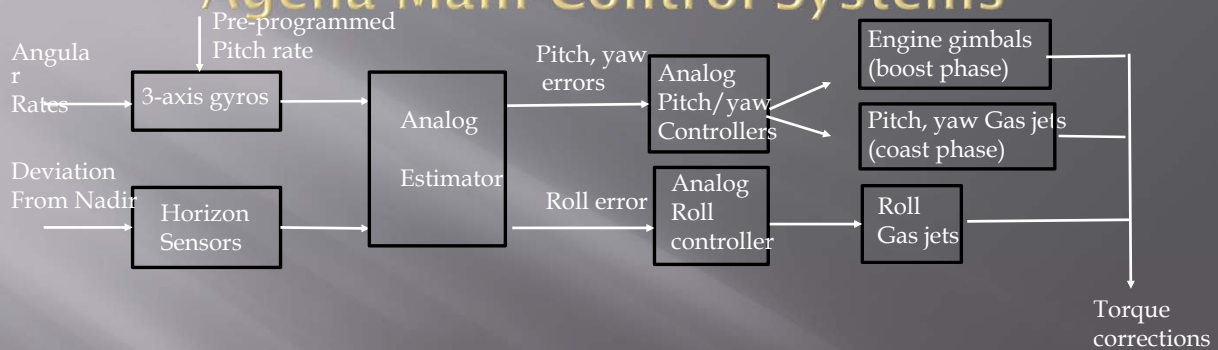 Agena Main Control Systems
Pre-programmed
Pitch rate
Angula
r
Rates
3-axis gyros
Deviation
From Nadir
Horizon
Sensors
Analog
Estimator
Pitch, yaw
errors
Roll error
Analog
Pitch/yaw
Controllers
Analog
Roll
controller
Engine gimbals
(boost phase)
Pitch, yaw Gas jets
(coast phase)
Roll
Gas jets
Torque
corrections